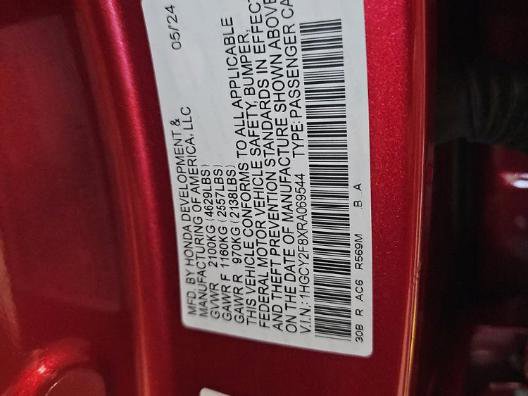 MFD. BY HONDA DEVELOPMENT & 05/24
MANUFACTURING OF AMERICA, LLC
GVWR 2100KG (4629LBS)
GAWR F 1160KG (2557LBS)
GAWR R 970KG (2138LBS)
THIS VEHICLE CONFORMS TO ALL APPLICABLE
FEDERAL MOTOR VEHICLE SAFETY, BUMPER,
AND THEFT PREVENTION STANDARDS IN EFFECT
ON THE DATE OF MANUFACTURE SHOWN ABOVE
V.I.N.: 1HGCY2F8XRA069544 TYPE: PASSENGER CA
30B R AC6 R569M B A